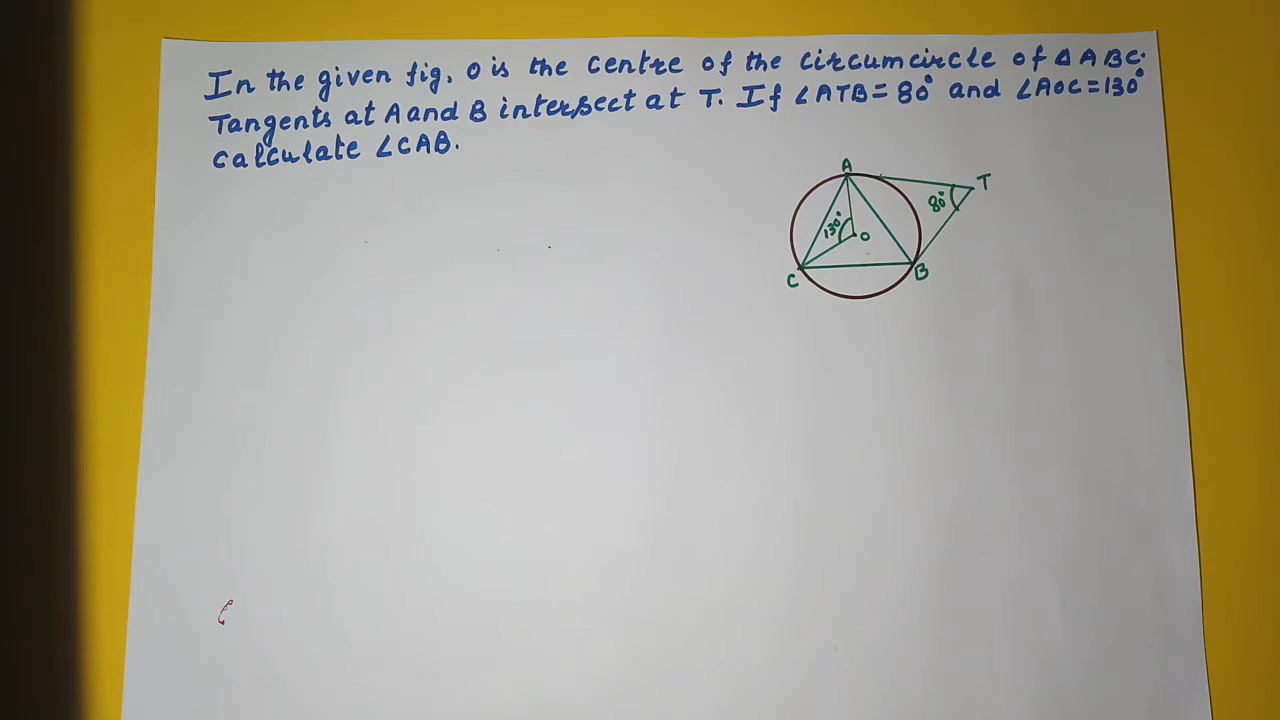 In the given fig, O is the centre of the circumcircle of ΔABC.
Tangents at A and B intersect at T. If ∠ATB = 80° and ∠AOC = 130°
calculate ∠CAB.
A
T
80°
130°
O
C
B